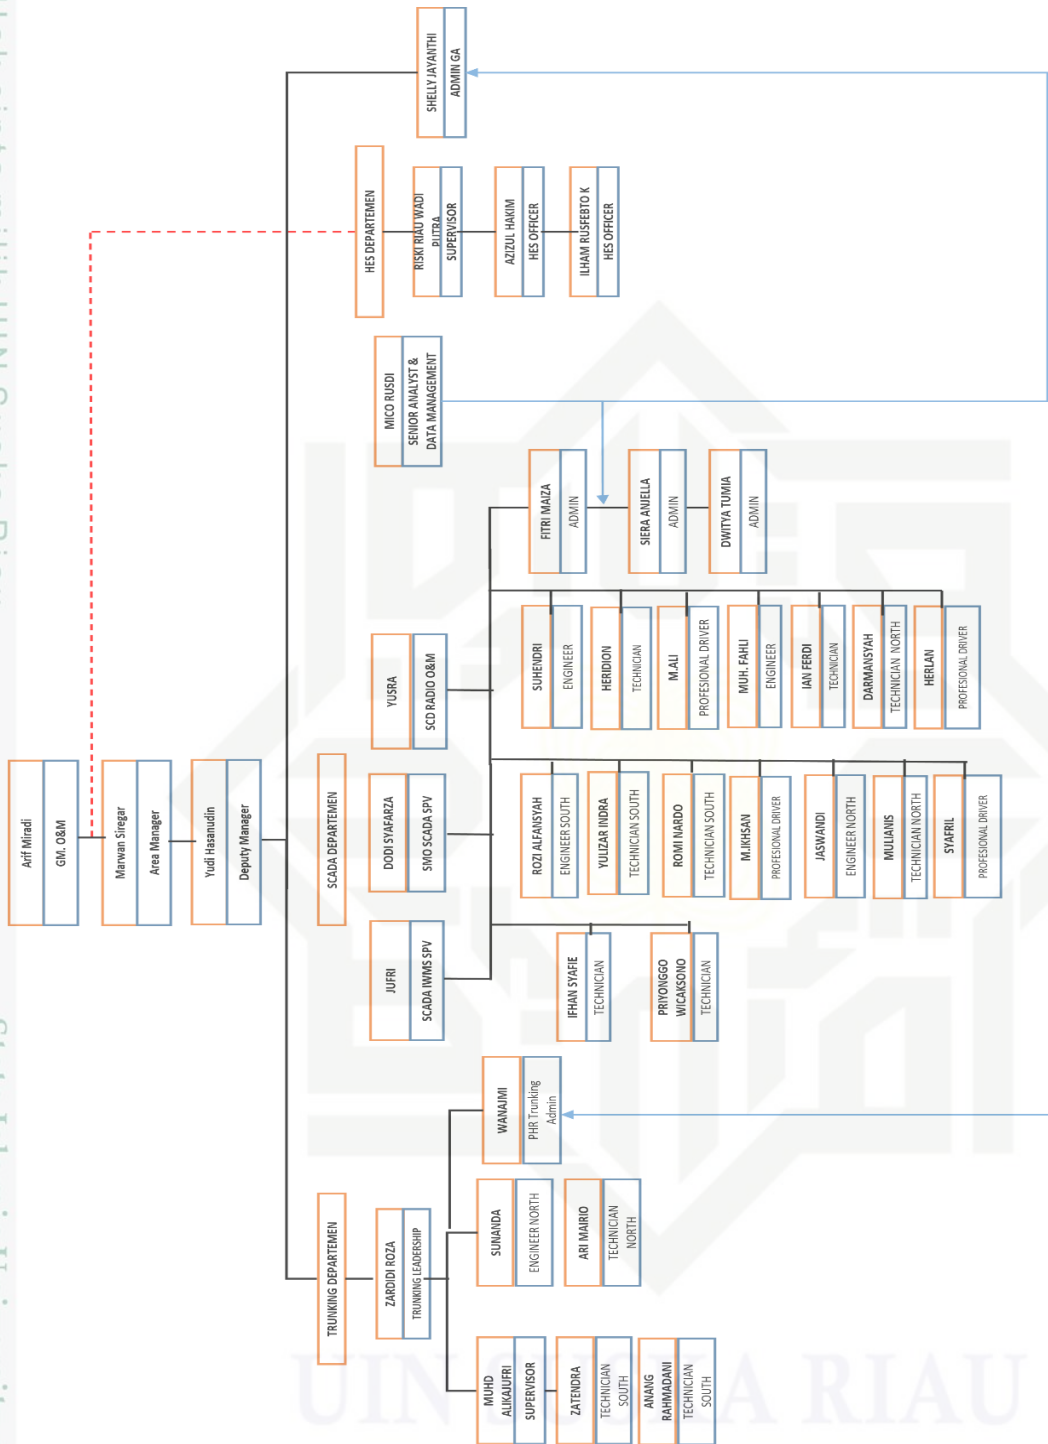 Arif Miradi
GM. O&M
Marwan Siregar
Area Manager
Yudi Hasanudin
Deputy Manager
TRUNKING DEPARTEMEN
ZARDIDI ROZA
TRUNKING LEADERSHIP
MUHD
ALIKAJUFRI
SUPERVISOR
ZATENDRA
TECHNICIAN
SOUTH
ANANG
RAHMADANI
TECHNICIAN
SOUTH
SUNANDA
ENGINEER NORTH
ARI MAIRIO
TECHNICIAN
NORTH
WANAJMI
PHR Trunking
Admin
SCADA DEPARTEMEN
JUFRI
SCADA IWMS SPV
DODI SYAFARZA
SMO SCADA SPV
YUSRA
SCD RADIO O&M
IFHAN SYAFIE
TECHNICIAN
PRIYONGGO
WICAKSONO
TECHNICIAN
ROZI ALFANSYAH
ENGINEER SOUTH
YULIZAR INDRA
TECHNICIAN SOUTH
ROMI NARDO
TECHNICIAN SOUTH
M.IKHSAN
PROFESIONAL DRIVER
JASWANDI
ENGINEER NORTH
MULIANIS
TECHNICIAN NORTH
SYAFRIL
PROFESIONAL DRIVER
SUHENDRI
ENGINEER
HERIDION
TECHNICIAN
M.ALI
PROFESIONAL DRIVER
MUH. FAHLI
ENGINEER
IAN FERDI
TECHNICIAN
DARMANSYAH
TECHNICIAN NORTH
HERLAN
PROFESIONAL DRIVER
FITRI MAIZA
ADMIN
SIERA ANJELLA
ADMIN
DWITYA TUMIA
ADMIN
MICO RUSDI
SENIOR ANALYST &
DATA MANAGEMENT
HES DEPARTEMEN
RISKI RIAU WADI
PUTRA
SUPERVISOR
AZIZUL HAKIM
HES OFFICER
ILHAM RUSFEBTO K
HES OFFICER
SHELLY JAYANTHI
ADMIN GA
UIN SUSKA RIAU